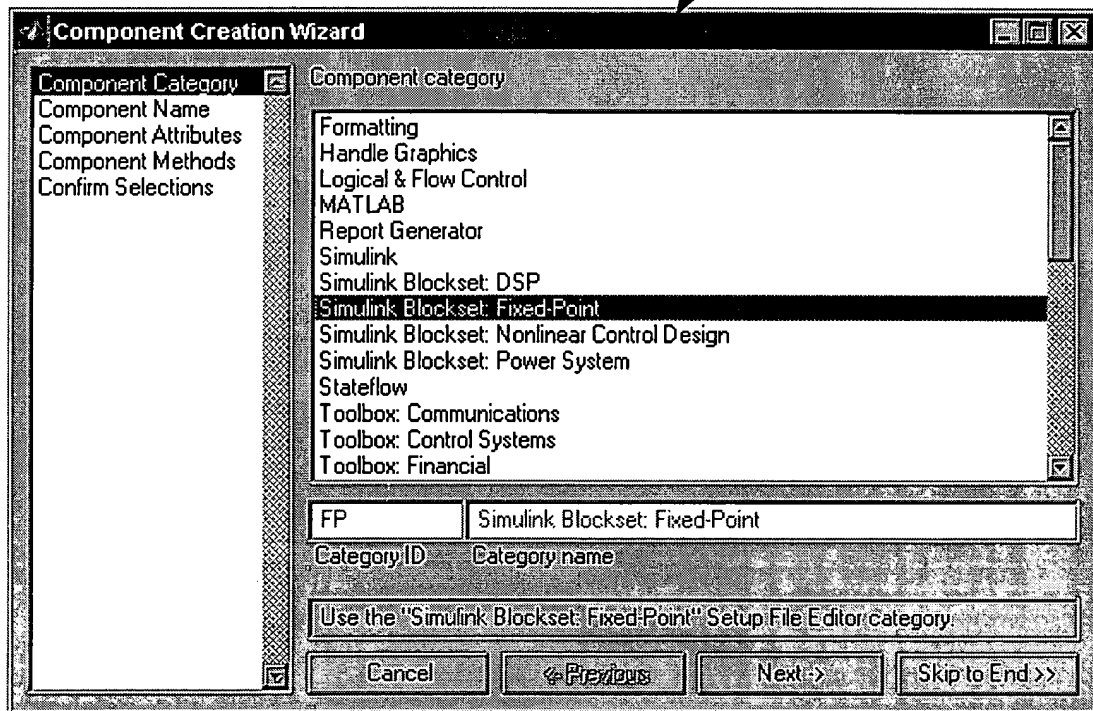 Component Creation Wizard
Component Category
Component Name
Component Attributes
Component Methods
Confirm Selections
Component category
Formatting
Handle Graphics
Logical & Flow Control
MATLAB
Report Generator
Simulink
Simulink Blockset: DSP
Simulink Blockset: Fixed-Point
Simulink Blockset: Nonlinear Control Design
Simulink Blockset: Power System
Stateflow
Toolbox: Communications
Toolbox: Control Systems
Toolbox: Financial
FP Simulink Blockset: Fixed-Point
Category ID Category name
Use the "Simulink Blockset: Fixed-Point" Setup File Editor category.
Cancel <- Previous Next -> Skip to End >>